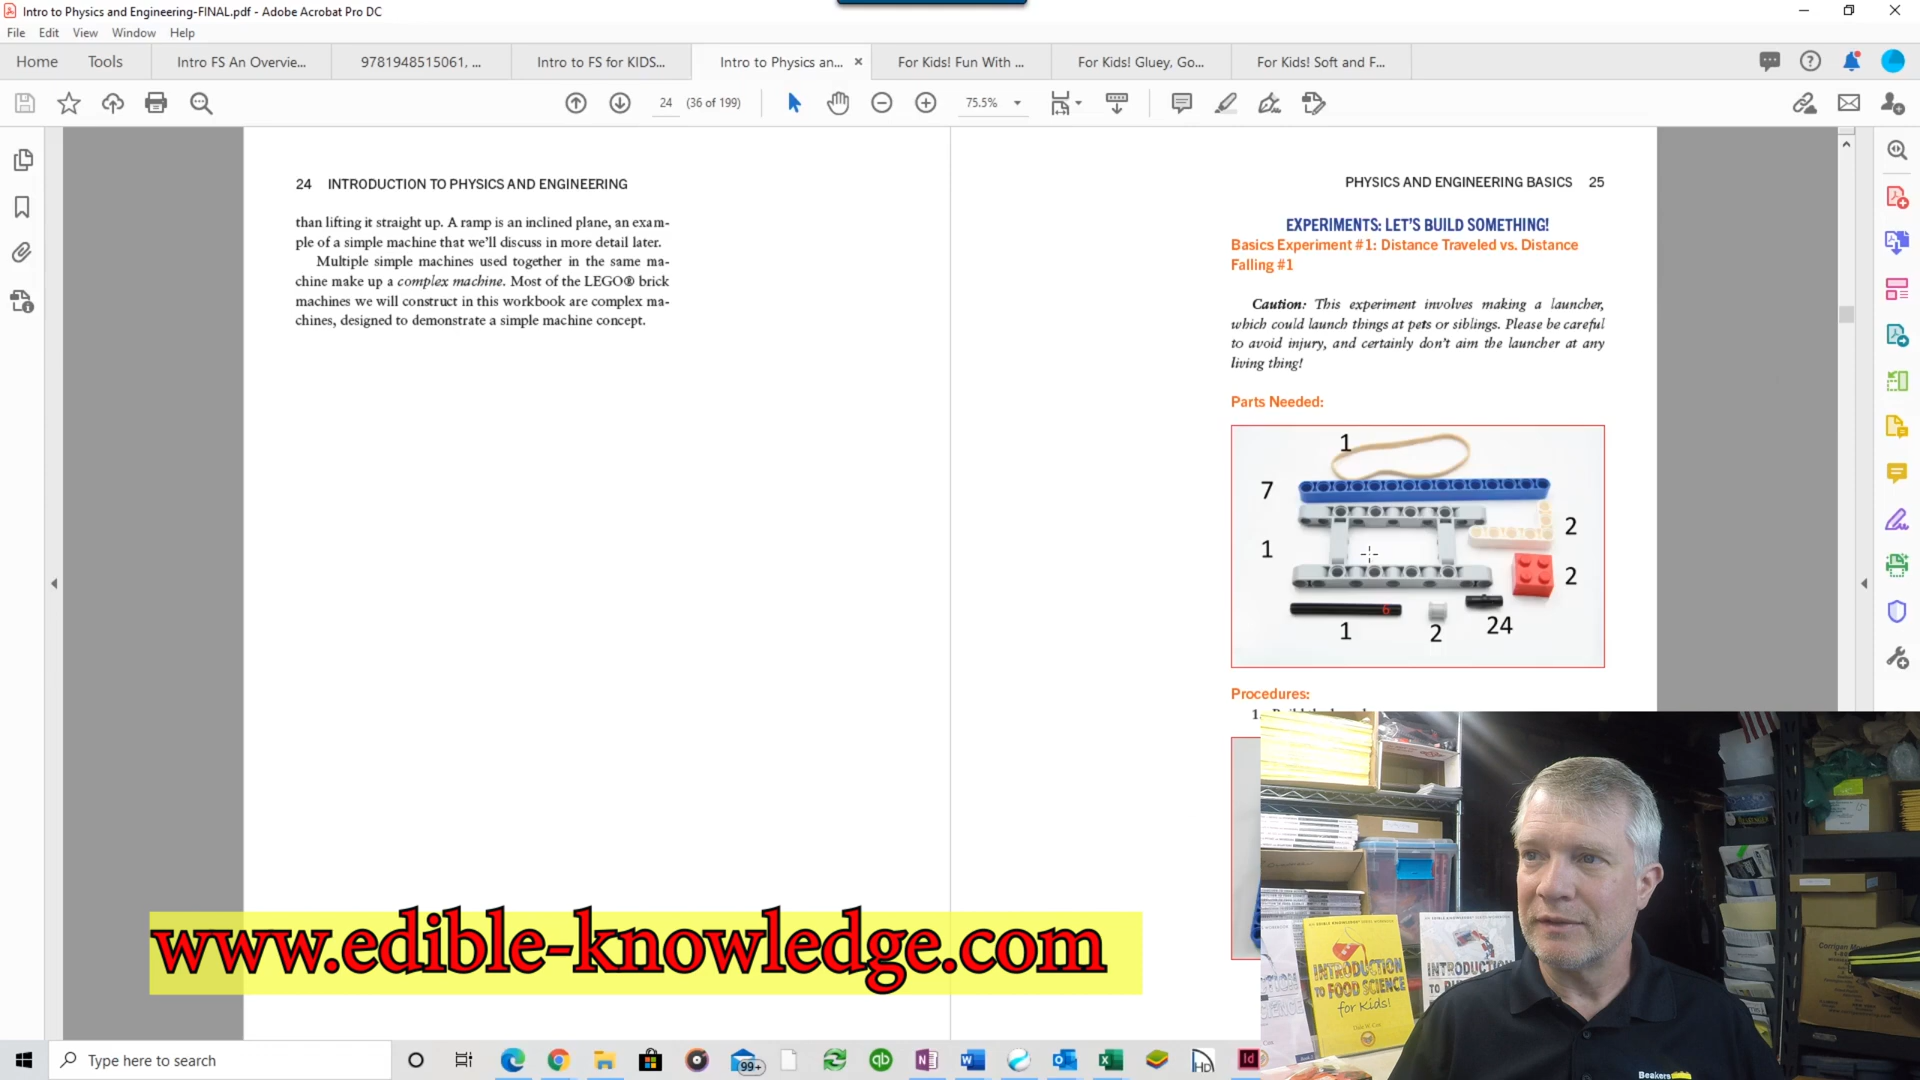 Intro to Physics and Engineering-FINAL.pdf - Adobe Acrobat Pro DC
File Edit View Window Help
Home Tools Intro FS An Overvie... 9781948515061, ... Intro to FS for KIDS... Intro to Physics an... × For Kids! Fun With ... For Kids! Gluey, Go... For Kids! Soft and F...
24 (36 of 199) 75.5%
24 INTRODUCTION TO PHYSICS AND ENGINEERING
than lifting it straight up. A ramp is an inclined plane, an exam-
ple of a simple machine that we'll discuss in more detail later.
Multiple simple machines used together in the same ma-
chine make up a complex machine. Most of the LEGO® brick
machines we will construct in this workbook are complex ma-
chines, designed to demonstrate a simple machine concept.
PHYSICS AND ENGINEERING BASICS 25
EXPERIMENTS: LET'S BUILD SOMETHING!
Basics Experiment #1: Distance Traveled vs. Distance
Falling #1
Caution: This experiment involves making a launcher,
which could launch things at pets or siblings. Please be careful
to avoid injury, and certainly don't aim the launcher at any
living thing!
Parts Needed:
1
7
2
1
2
6
1 2 24
Procedures:
1.
www.edible-knowledge.com
INTRODUCTION
TO FOOD SCIENCE
for Kids!
INTRODUCTION
Beakers
Type here to search
99+